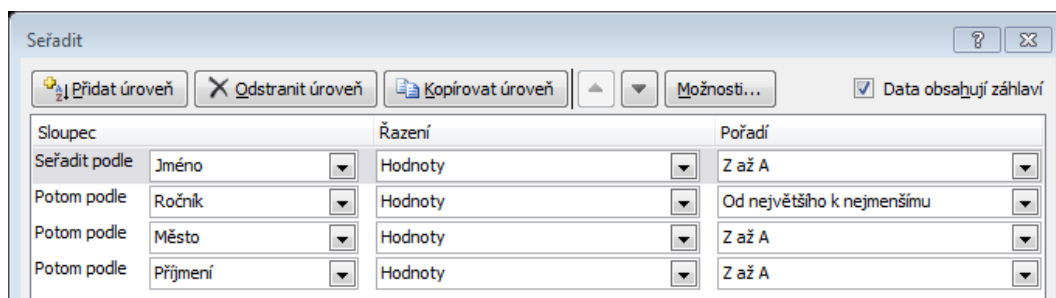 Seřadit
Přidat úroveň Odstranit úroveň Kopírovat úroveň Možnosti... Data obsahují záhlaví
Sloupec Řazení Pořadí
Seřadit podle Jméno Hodnoty Z až A
Potom podle Ročník Hodnoty Od největšího k nejmenšímu
Potom podle Město Hodnoty Z až A
Potom podle Příjmení Hodnoty Z až A